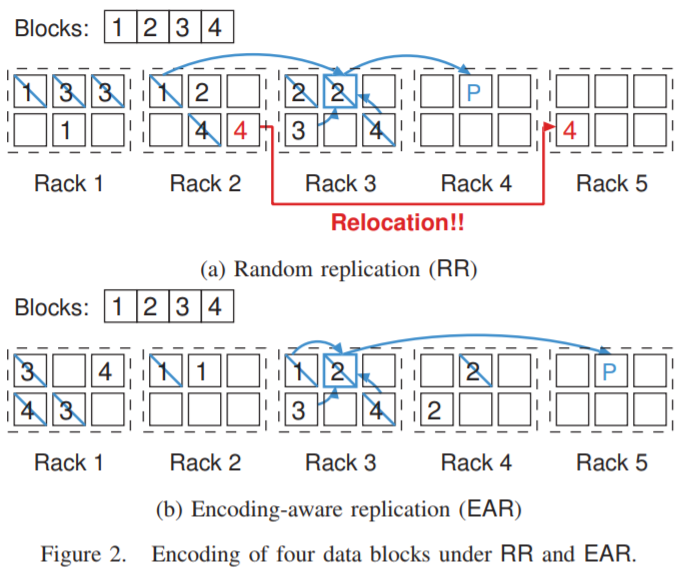 Blocks: 1 2 3 4
1 3 3 1 2 2 2 P
1 4 4 3 4 4
Rack 1 Rack 2 Rack 3 Rack 4 Rack 5
Relocation!!
(a) Random replication (RR)
Blocks: 1 2 3 4
3 4 1 1 1 2 2 P
4 3 3 4 2
Rack 1 Rack 2 Rack 3 Rack 4 Rack 5
(b) Encoding-aware replication (EAR)
Figure 2. Encoding of four data blocks under RR and EAR.